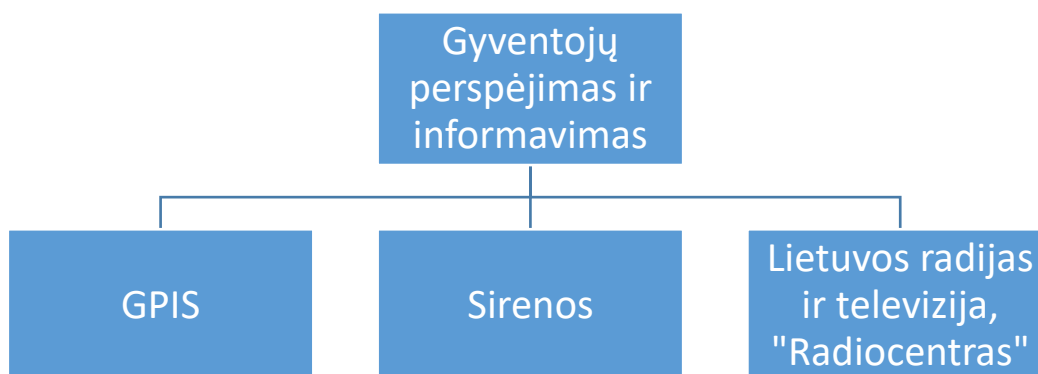 Gyventojų
perspėjimas ir
informavimas
GPIS
Sirenos
Lietuvos radijas
ir televizija,
"Radiocentras"